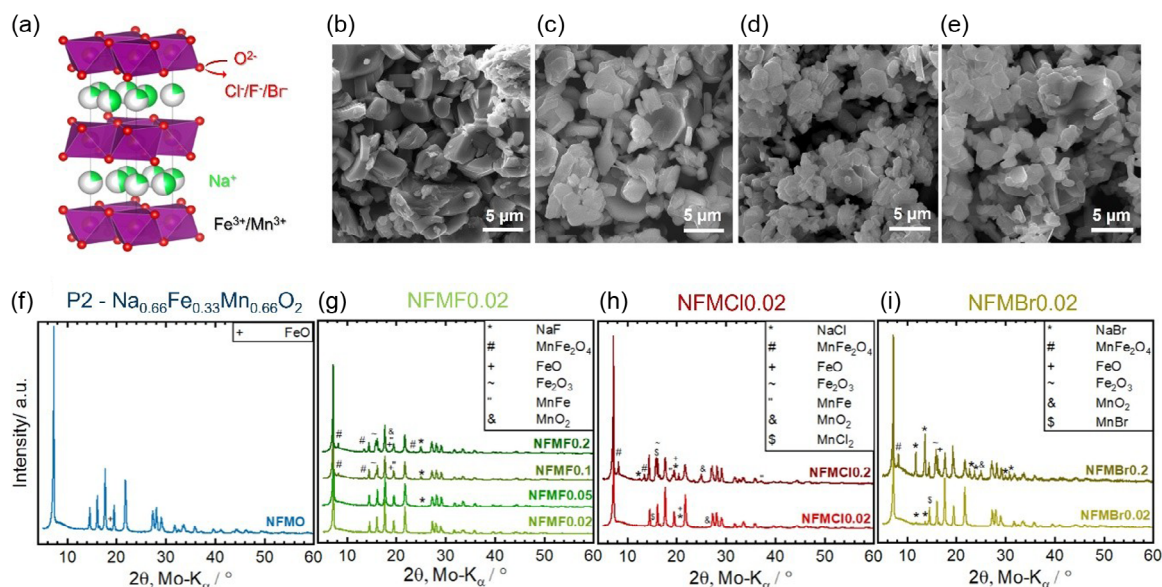 (a)
O²⁻
Cl⁻/F⁻/Br⁻
Na⁺
Fe³⁺/Mn³⁺
(b)
5 µm
(c)
5 µm
(d)
5 µm
(e)
5 µm
(f)
P2 - Na₀.₆₆Fe₀.₃₃Mn₀.₆₆O₂
+ FeO
Intensity/ a.u.
+
NFMO
10 20 30 40 50 60
2θ, Mo-Kα / °
(g)
NFMF0.02
* NaF
# MnFe₂O₄
+ FeO
~ Fe₂O₃
" MnFe
& MnO₂
NFMF0.2
NFMF0.1
NFMF0.05
NFMF0.02
10 20 30 40 50 60
2θ, Mo-Kα / °
(h)
NFMCl0.02
* NaCl
# MnFe₂O₄
+ FeO
~ Fe₂O₃
" MnFe
& MnO₂
$ MnCl₂
NFMCl0.2
NFMCl0.02
10 20 30 40 50 60
2θ, Mo-Kα / °
(i)
NFMBr0.02
* NaBr
# MnFe₂O₄
+ FeO
~ Fe₂O₃
& MnO₂
$ MnBr
NFMBr0.2
NFMBr0.02
10 20 30 40 50 60
2θ, Mo-Kα / °